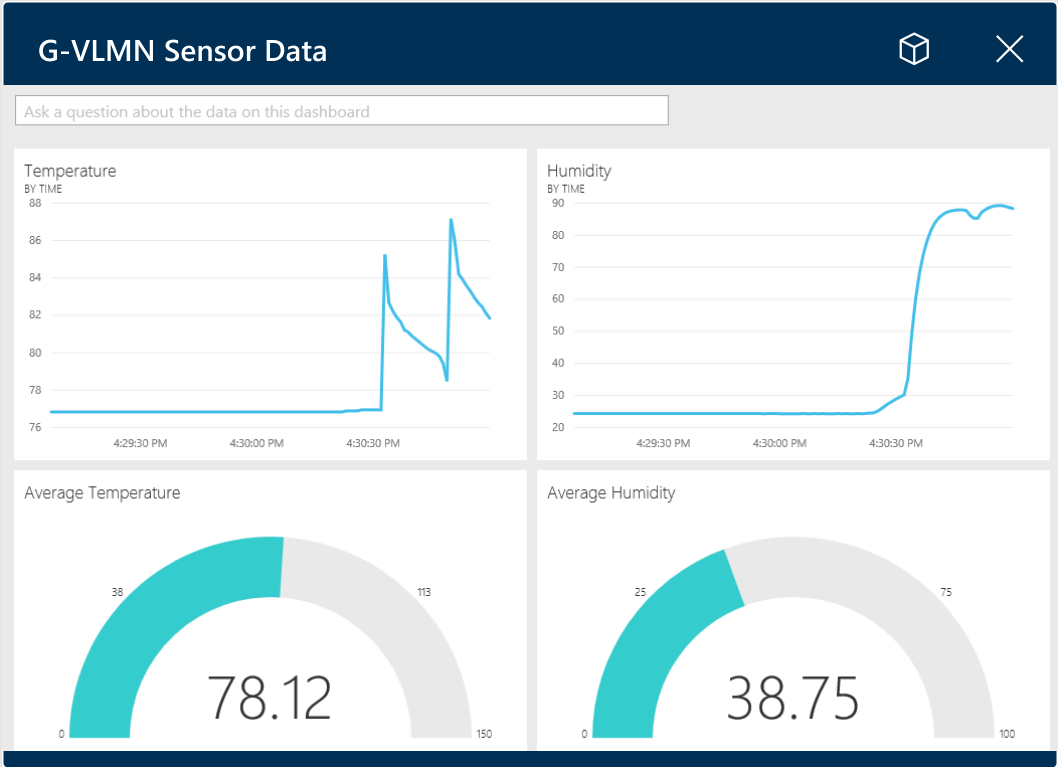 G-VLMN Sensor Data
Ask a question about the data on this dashboard
Temperature
BY TIME
88
86
84
82
80
78
76
4:29:30 PM 4:30:00 PM 4:30:30 PM
Humidity
BY TIME
90
80
70
60
50
40
30
20
4:29:30 PM 4:30:00 PM 4:30:30 PM
Average Temperature
38 113
78.12
0 150
Average Humidity
25 75
38.75
0 100